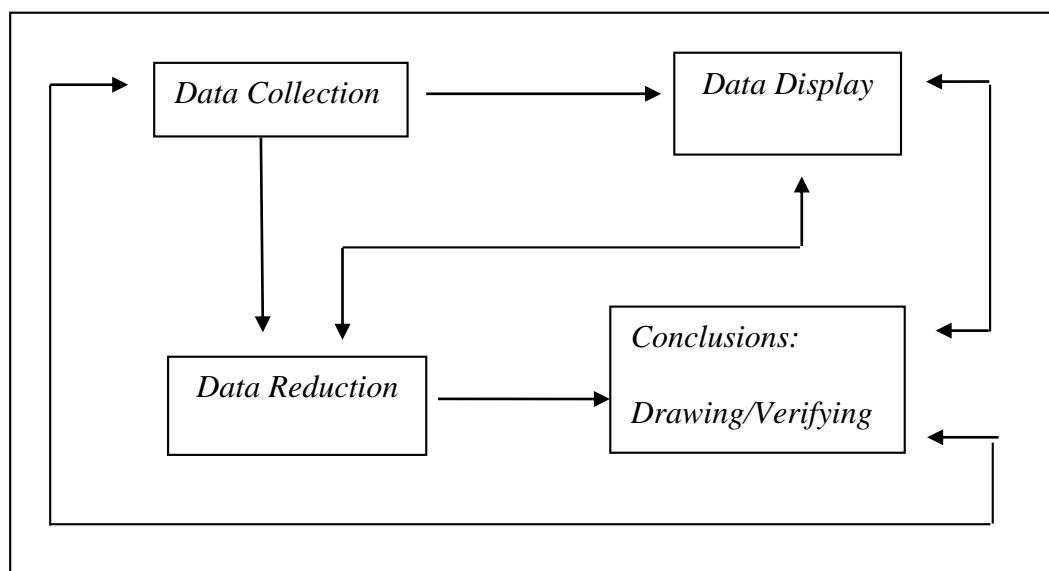 Data Collection
Data Display
Data Reduction
Conclusions:
Drawing/Verifying